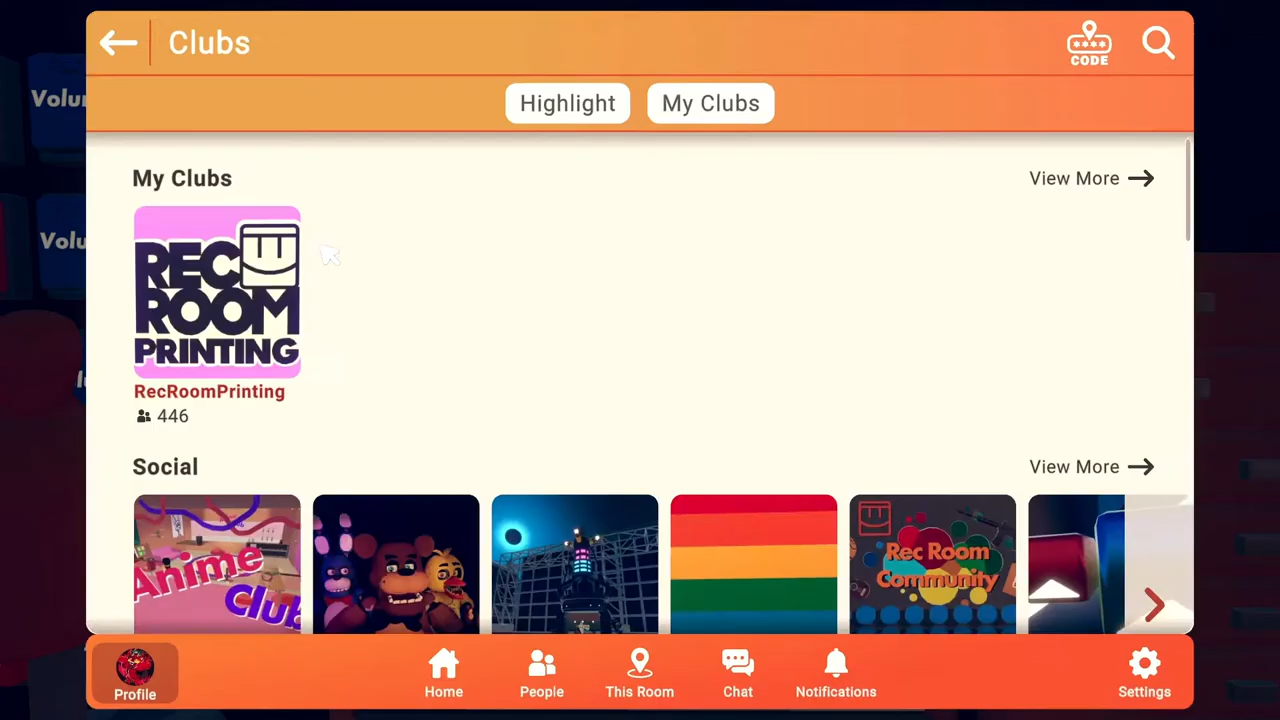 Clubs
CODE
Highlight
My Clubs
My Clubs
View More
REC
ROOM
PRINTING
RecRoomPrinting
446
Social
View More
Anime
Club
Rec Room
Community
Profile
Home
People
This Room
Chat
Notifications
Settings